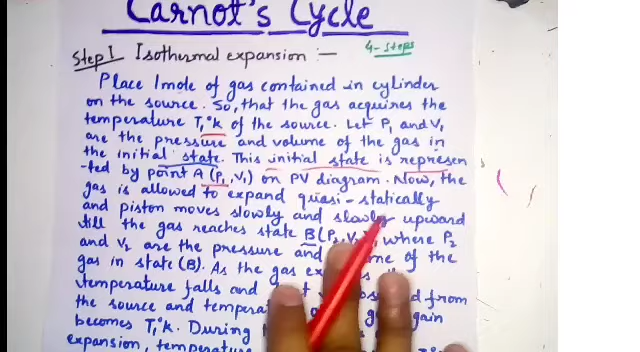 Carnot's Cycle
Step 1 Isothermal expansion :-
4-steps
Place 1mole of gas contained in cylinder
on the source. So, that the gas acquires the
temperature T₁°k of the source. Let P₁ and V₁
are the pressure and volume of the gas in
the initial state. This initial state is represen
-ted by point A (P₁, V₁) on PV diagram. Now, the
gas is allowed to expand quasi-statically
and piston moves slowly and slowly upward
till the gas reaches state B(P₂, where P₂
and V₂ are the pressure and of the
gas in state (B). As the gas
temperature falls and from
the source and gain
becomes T₁°k. During
expansion, temperature